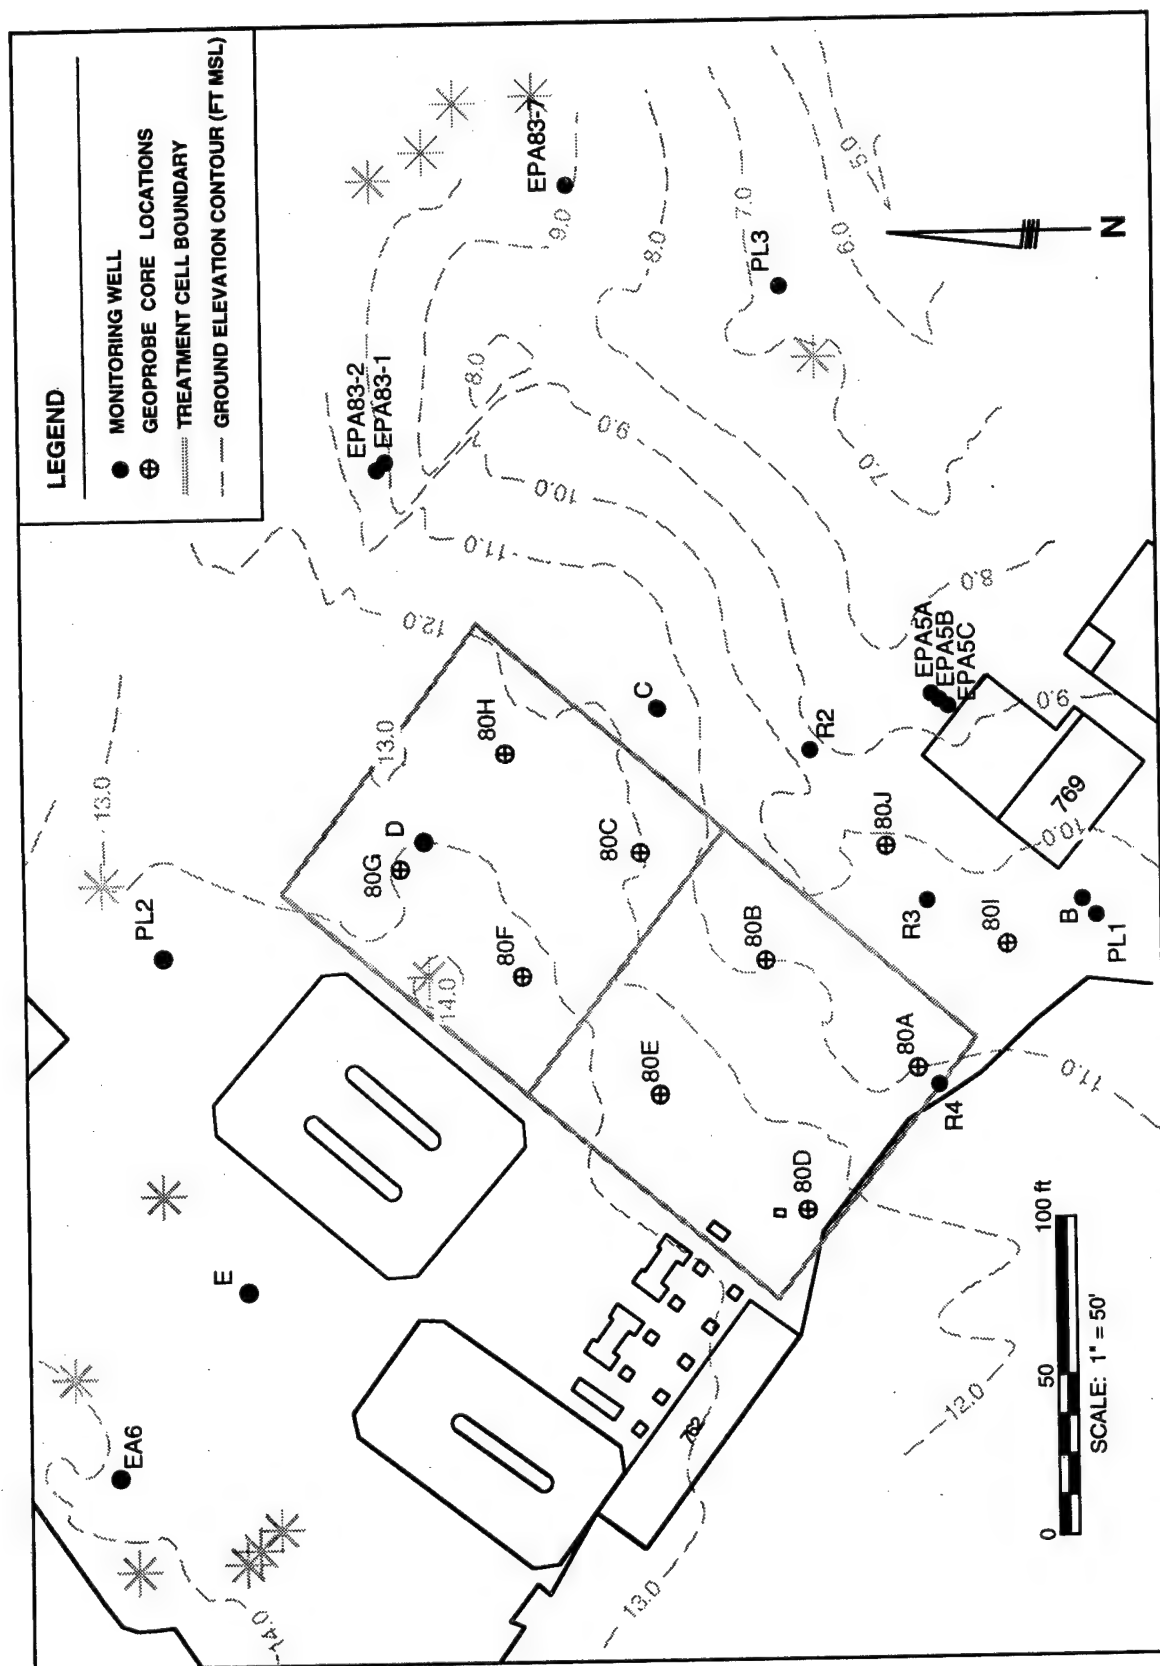 LEGEND
MONITORING WELL
GEOPROBE CORE LOCATIONS
TREATMENT CELL BOUNDARY
GROUND ELEVATION CONTOUR (FT MSL)
EPA83-7
EPA83-2
EPA83-1
9.0
8.0
7.0
6.0
5.0
PL3
N
8.0
9.0
10.0
11.0
7.0
8.0
12.0
13.0
13.0
PL2
80H
C
D
80G
80C
80F
14.0
R2
EPA5A
EPA5B
EPA5C
9.0
769
10.0
80J
R3
80I
B
PL1
80B
80E
80A
R4
11.0
80D
E
EA6
762
14.0
13.0
12.0
0
50
100 ft
SCALE: 1" = 50'